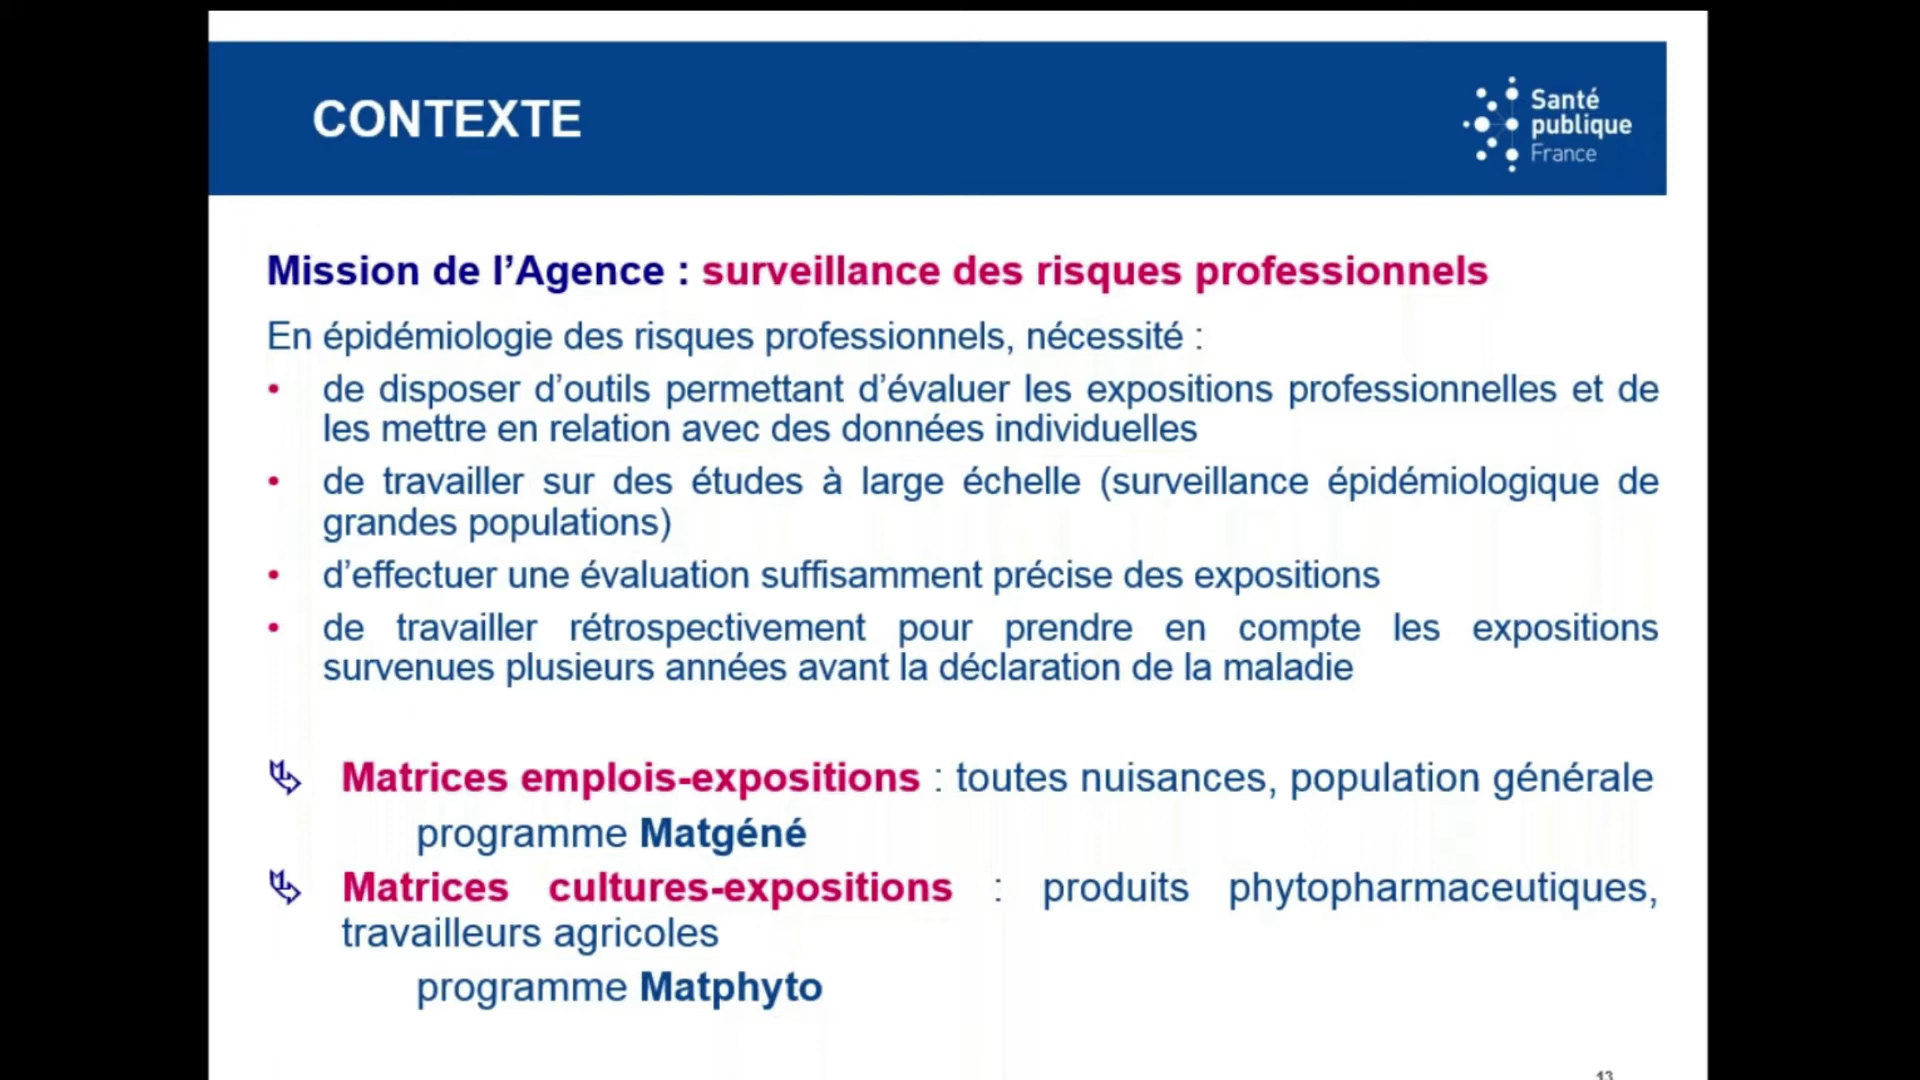 CONTEXTE
Santé
publique
France
Mission de l’Agence : surveillance des risques professionnels
En épidémiologie des risques professionnels, nécessité :
• de disposer d’outils permettant d’évaluer les expositions professionnelles et de
les mettre en relation avec des données individuelles
• de travailler sur des études à large échelle (surveillance épidémiologique de
grandes populations)
• d’effectuer une évaluation suffisamment précise des expositions
• de travailler rétrospectivement pour prendre en compte les expositions
survenues plusieurs années avant la déclaration de la maladie
Matrices emplois-expositions : toutes nuisances, population générale
programme Matgéné
Matrices cultures-expositions : produits phytopharmaceutiques,
travailleurs agricoles
programme Matphyto
13